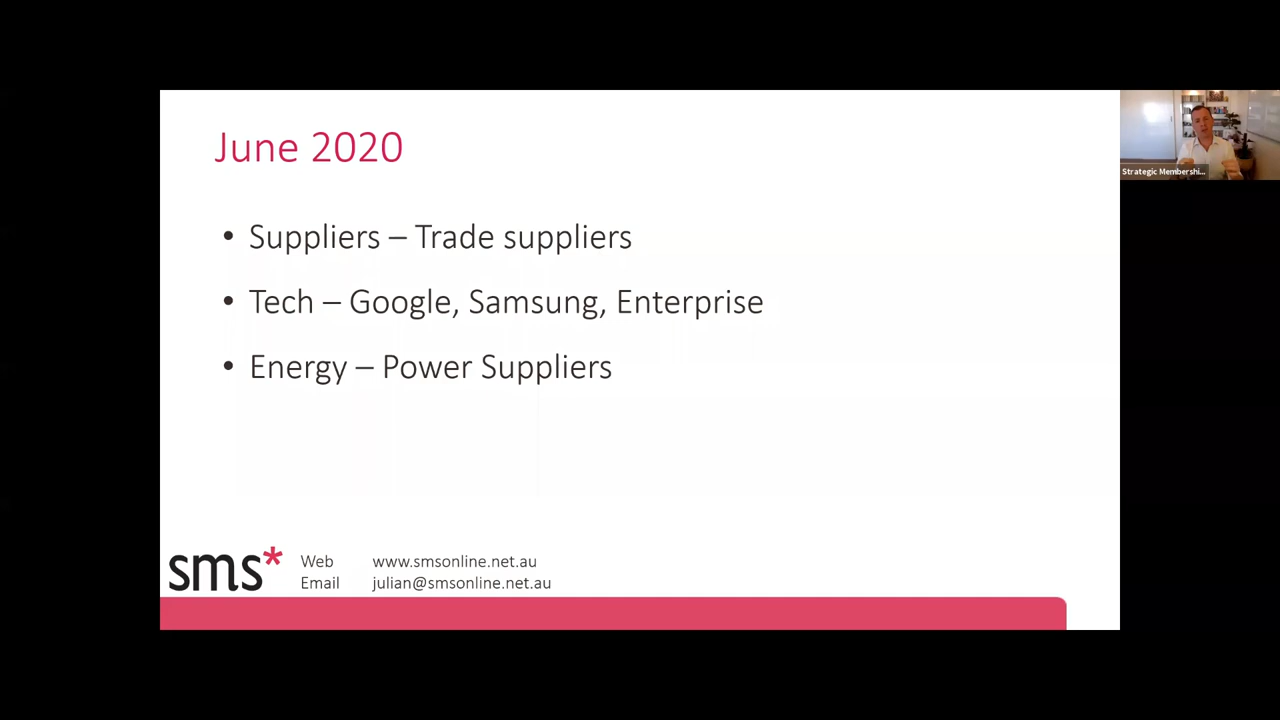 June 2020
• Suppliers – Trade suppliers
• Tech – Google, Samsung, Enterprise
• Energy – Power Suppliers
sms*
Web www.smsonline.net.au
Email julian@smsonline.net.au
Strategic Membershi...